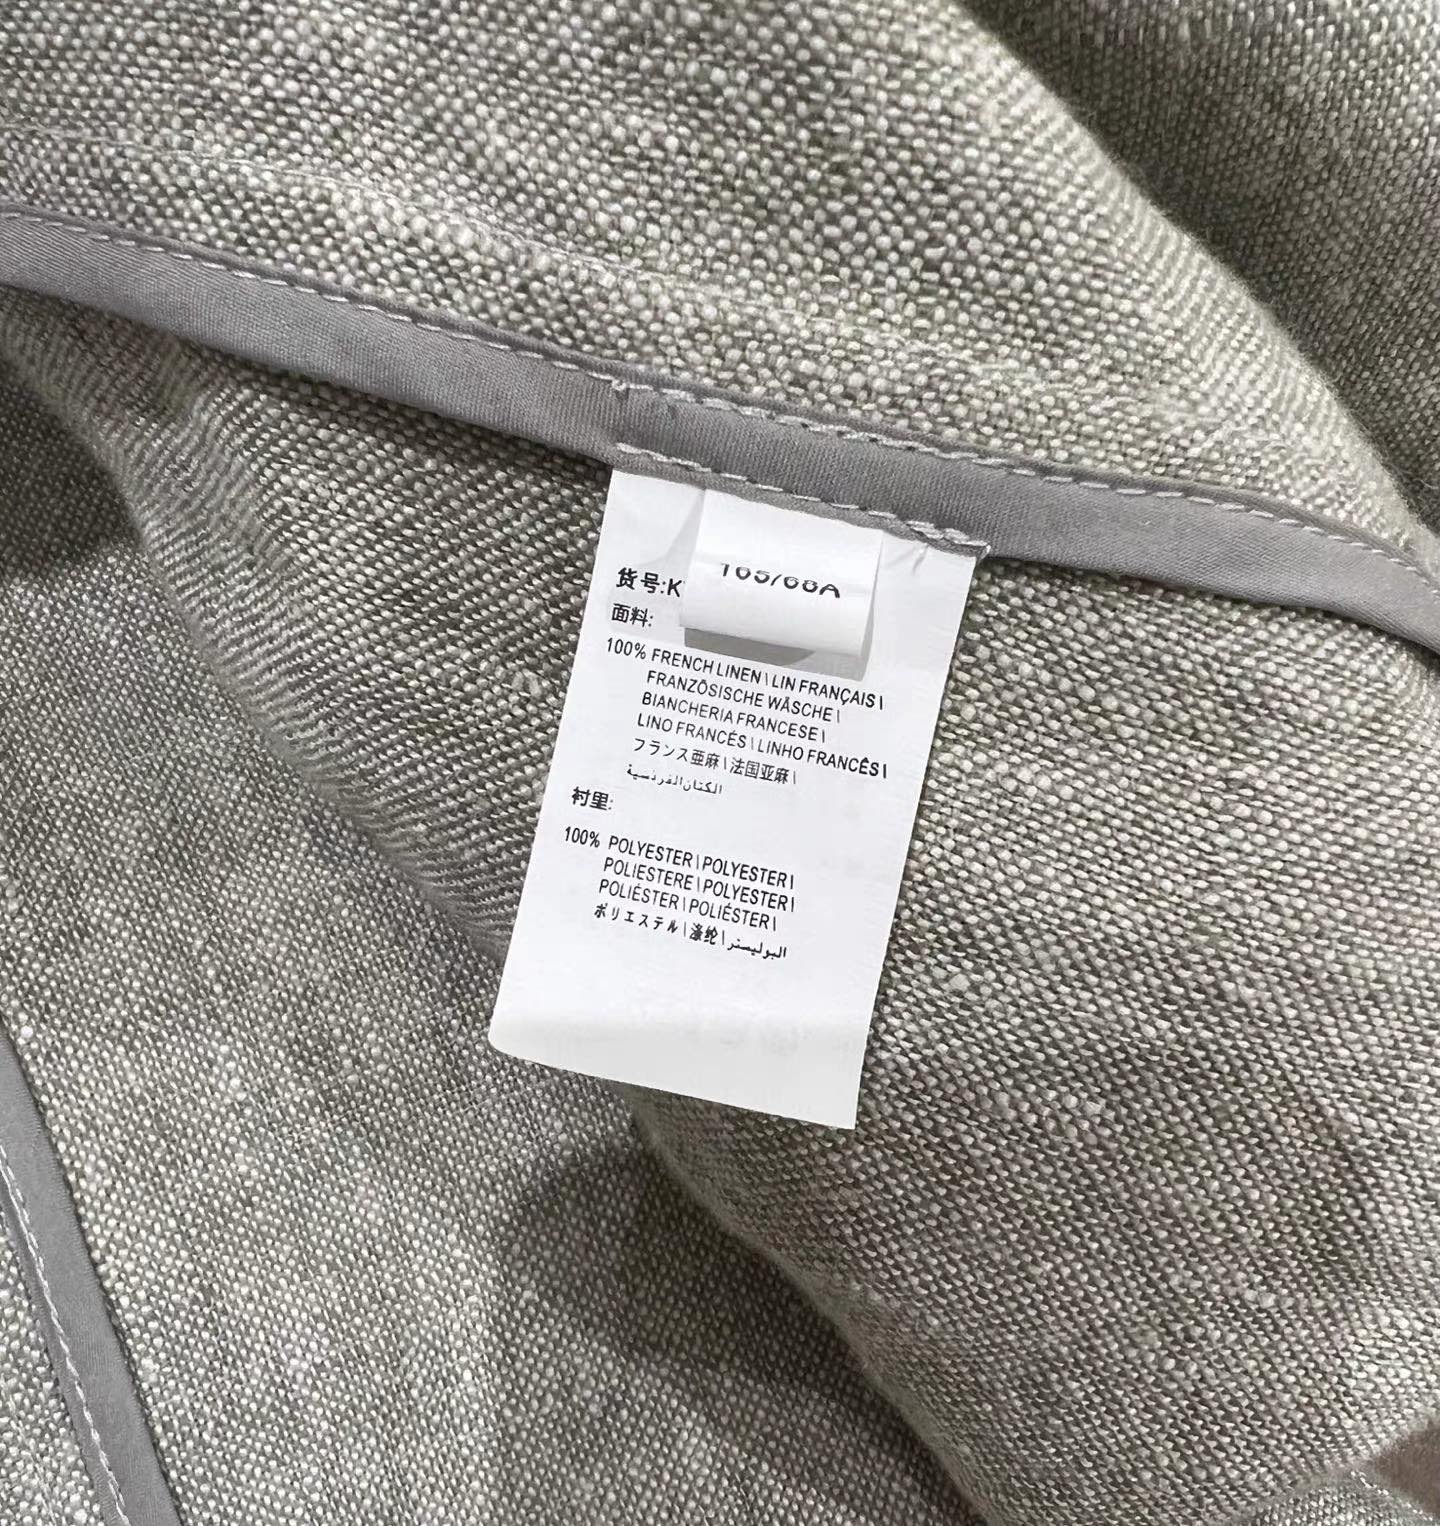 165/68A
货号:K
面料:
100% FRENCH LINEN \ LIN FRANÇAIS \
FRANZÕSISCHE WÅSCHE \
BIANCHERIA FRANCESE \
LINO FRANCÉS \ LINHO FRANCÊS \
フランス亜麻 \ 法国亚麻 \
الكتان الفرنسية
衬里:
100% POLYESTER \ POLYESTER \
POLIESTERE \ POLYESTER \
POLIÉSTER \ POLIÉSTER \
ポリエステル \ 涤纶 \ البوليستر